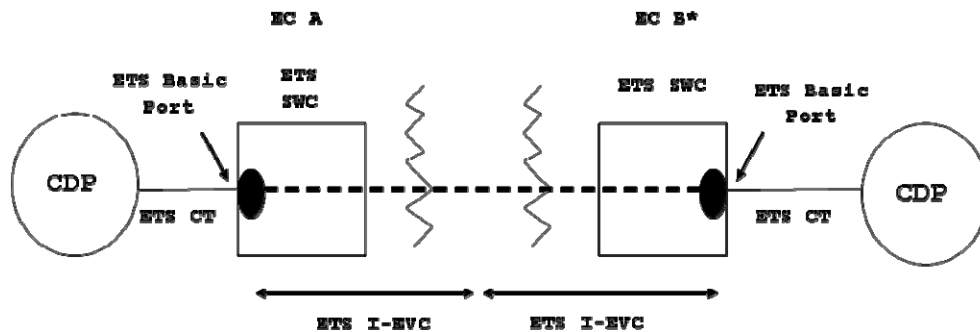 EC A
EC B*
ETS Basic
Port
ETS
SWC
ETS SWC
ETS Basic
Port
CDP
ETS CT
ETS CT
CDP
ETS I-EVC
ETS I-EVC